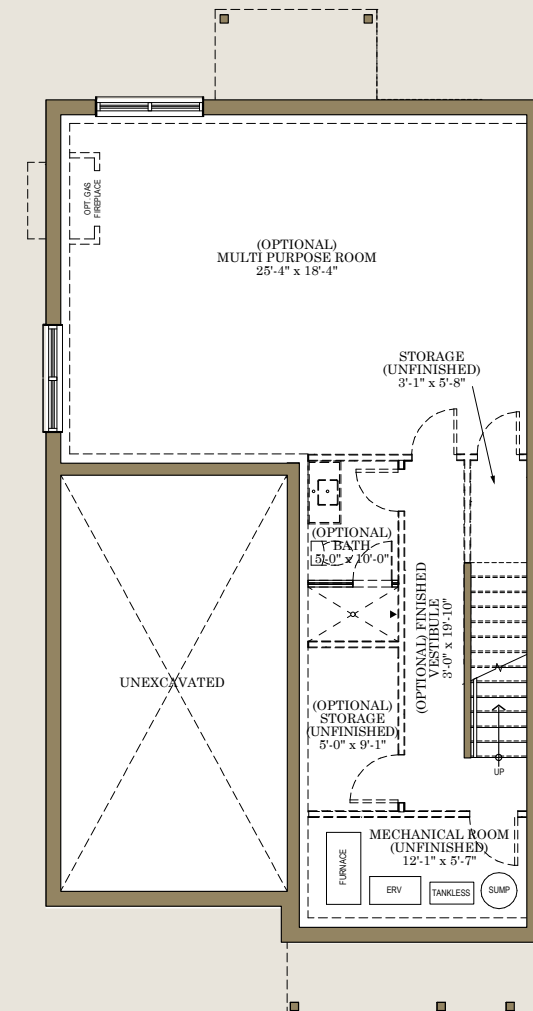 OPT. GAS
FIREPLACE
(OPTIONAL)
MULTI PURPOSE ROOM
25'-4" x 18'-4"
STORAGE
(UNFINISHED)
3'-1" x 5'-8"
(OPTIONAL)
BATH
5'-0" x 10'-0"
(OPTIONAL) FINISHED
VESTIBULE
3'-0" x 19'-10"
UNEXCAVATED
(OPTIONAL)
STORAGE
(UNFINISHED)
5'-0" x 9'-1"
UP
MECHANICAL ROOM
(UNFINISHED)
12'-1" x 5'-7"
FURNACE
ERV
TANKLESS
SUMP